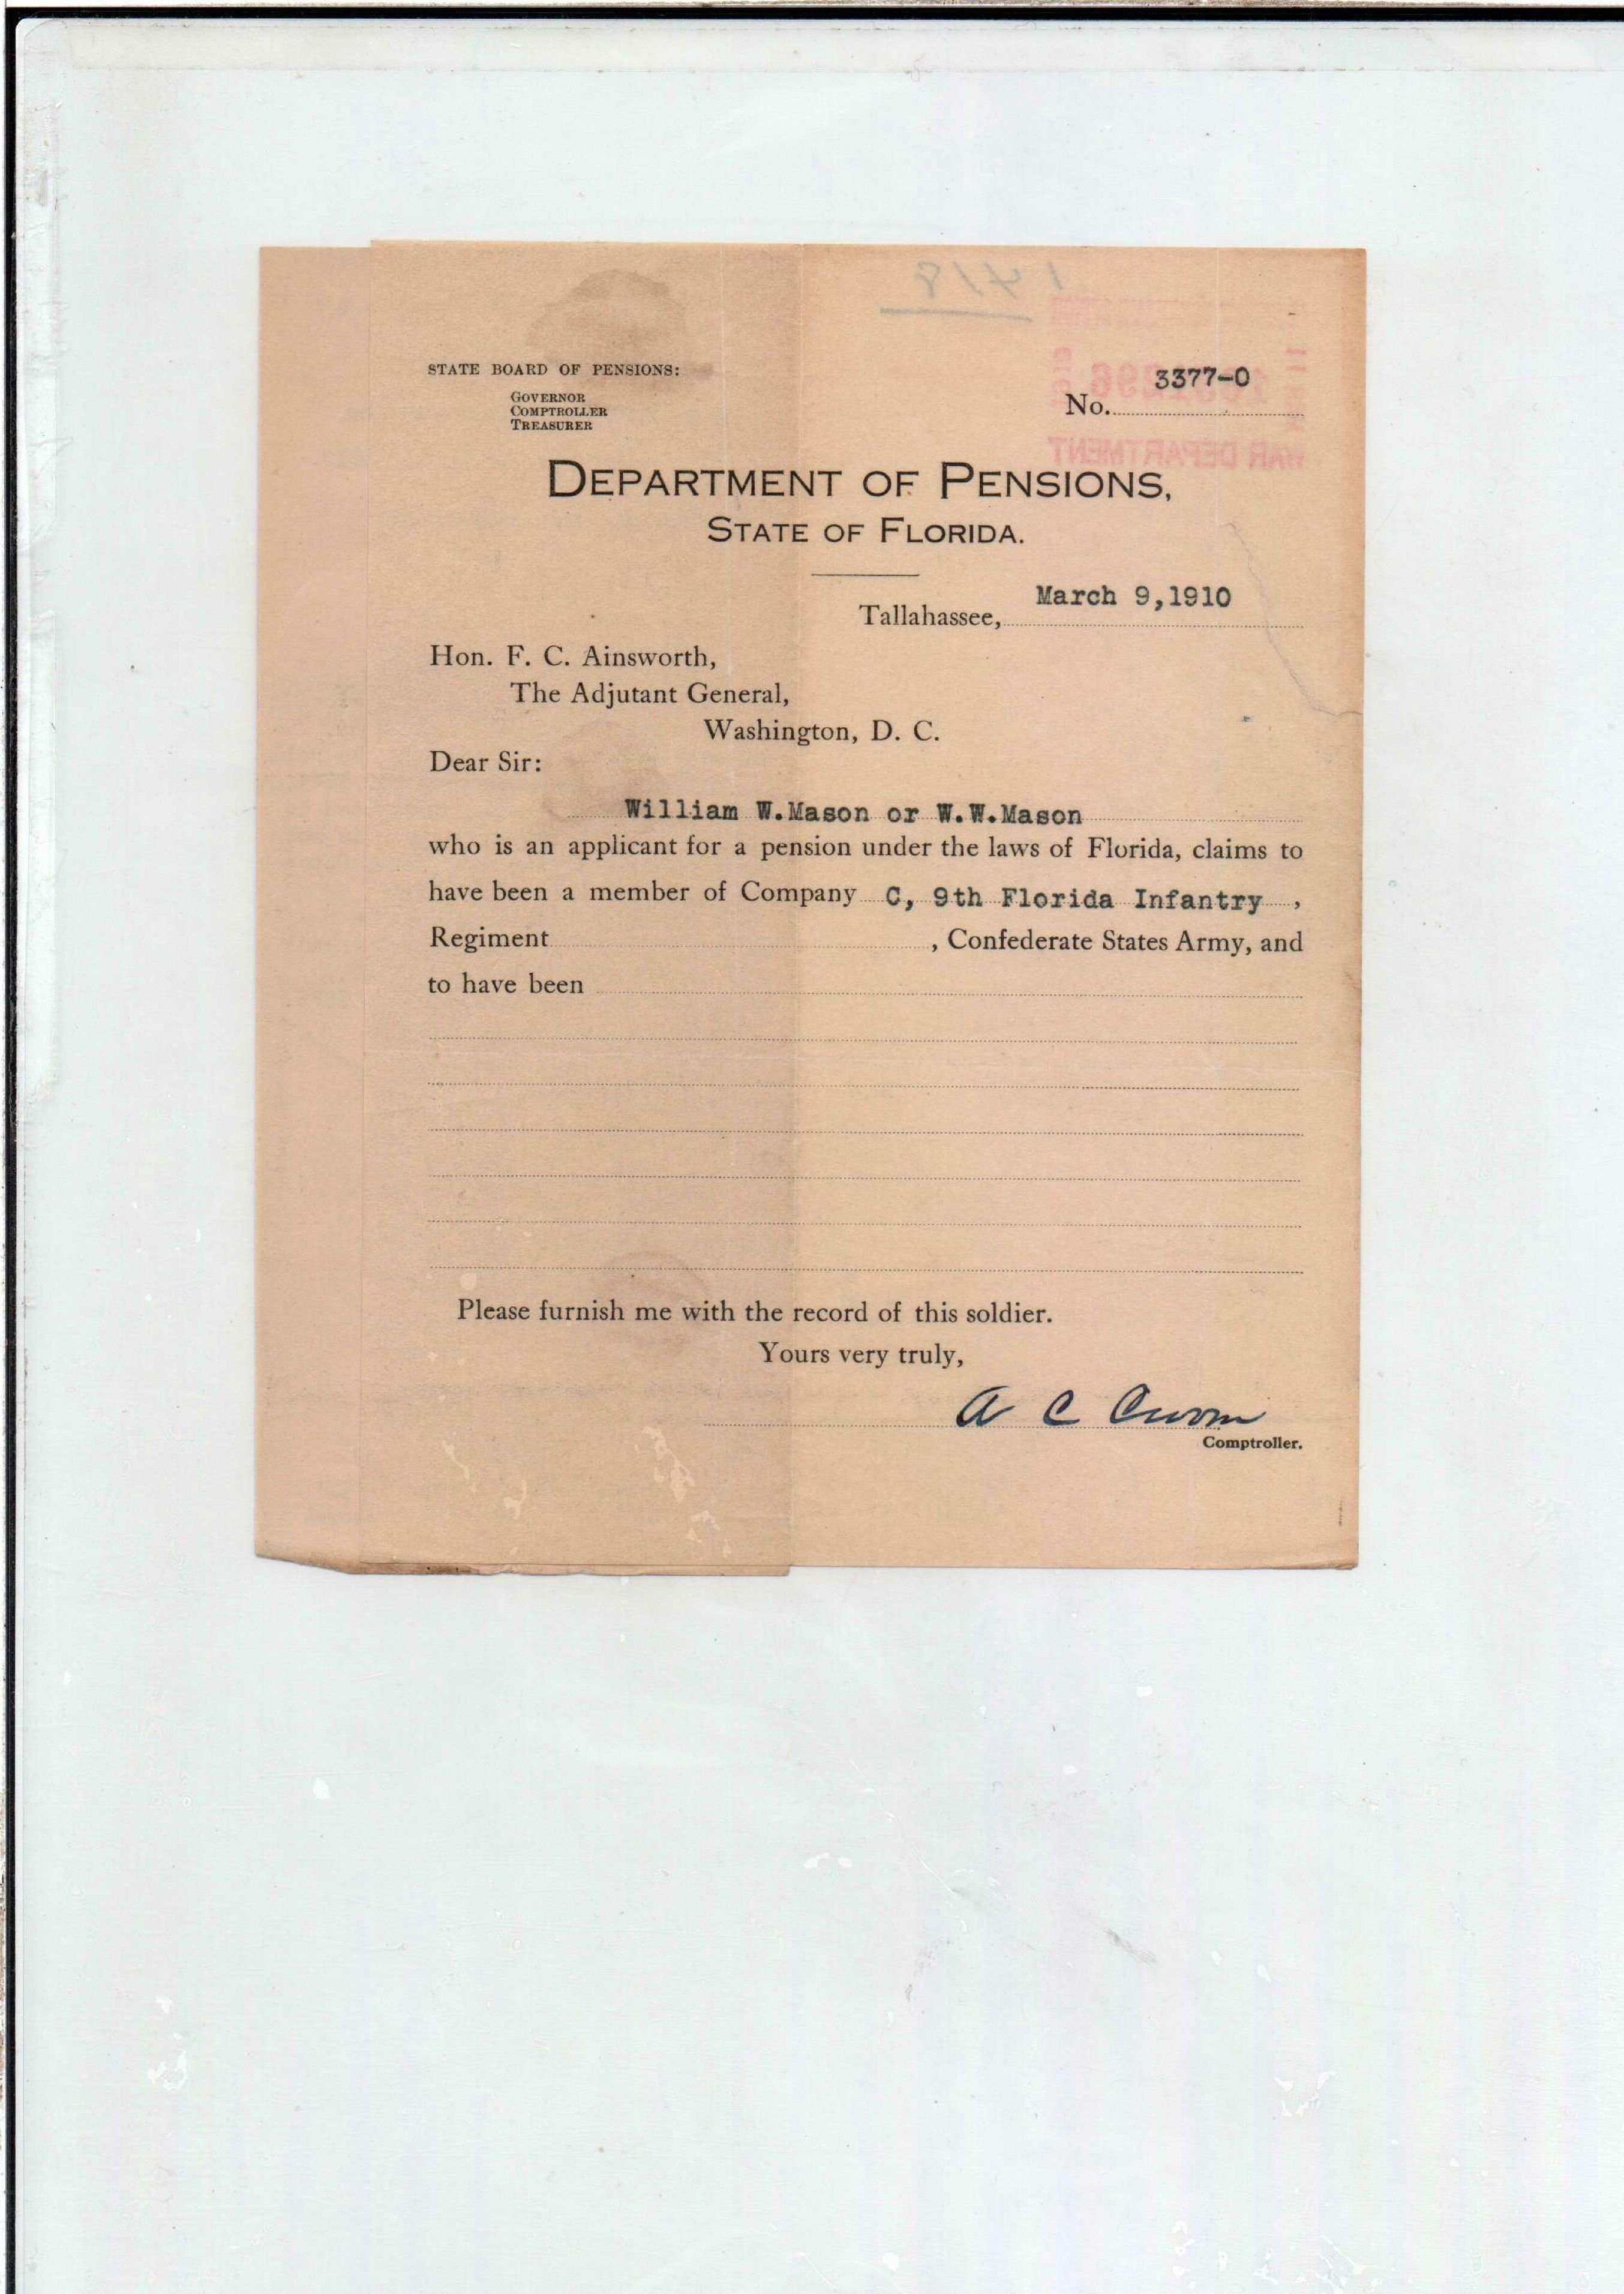 STATE BOARD OF PENSIONS:
GOVERNOR
COMPTROLLER
TREASURER
3377-0
No.
WAR DEPARTMENT
DEPARTMENT OF PENSIONS,
STATE OF FLORIDA.
March 9,1910
Tallahassee,
Hon. F. C. Ainsworth,
The Adjutant General,
Washington, D. C.
Dear Sir:
William W.Mason or W.W.Mason
who is an applicant for a pension under the laws of Florida, claims to
have been a member of Company C, 9th Florida Infantry ,
Regiment , Confederate States Army, and
to have been
Please furnish me with the record of this soldier.
Yours very truly,
A C Croom
Comptroller.